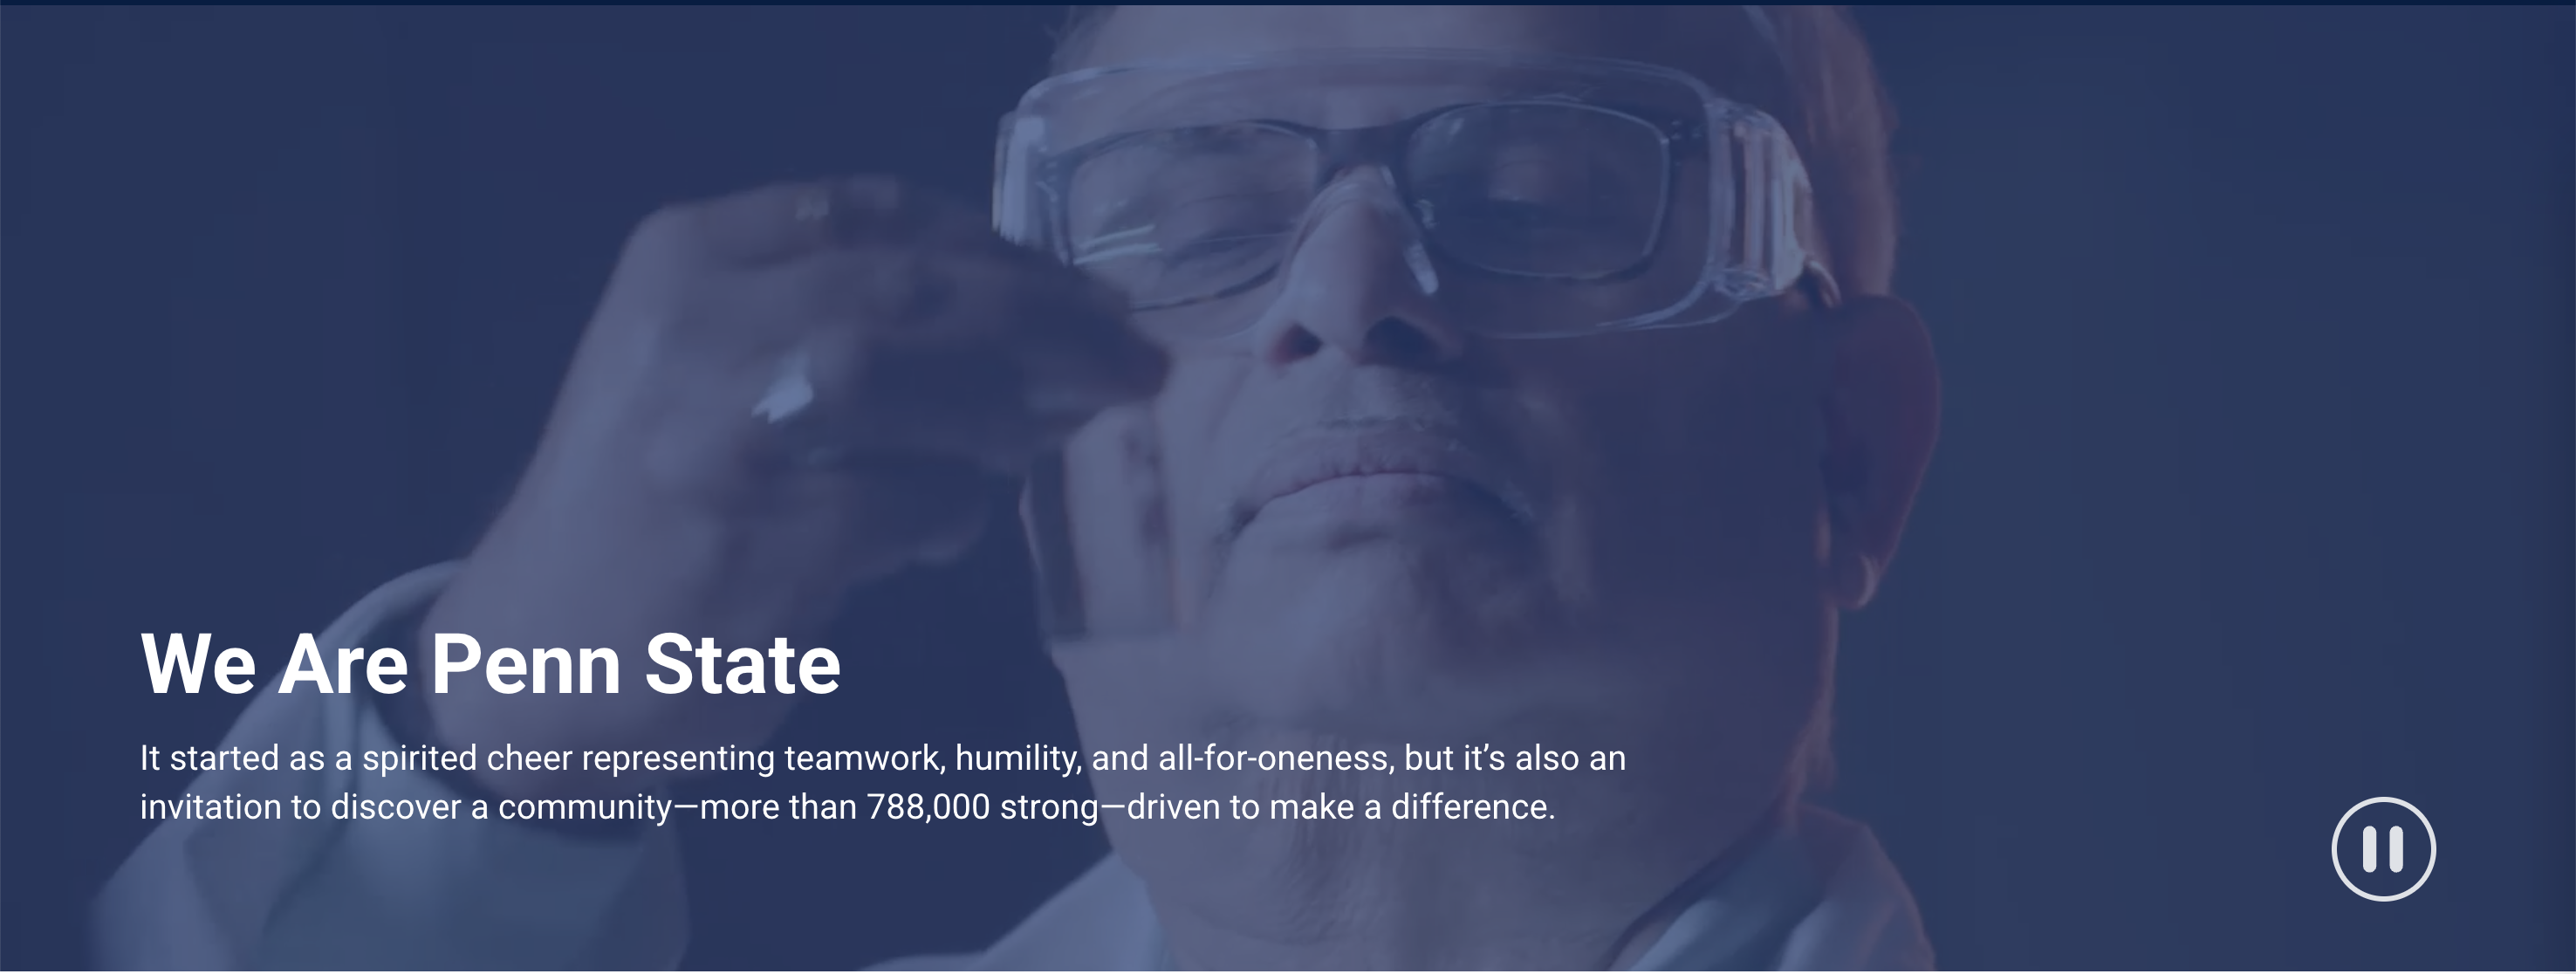 We Are Penn State
It started as a spirited cheer representing teamwork, humility, and all-for-oneness, but it’s also an
invitation to discover a community—more than 788,000 strong—driven to make a difference.